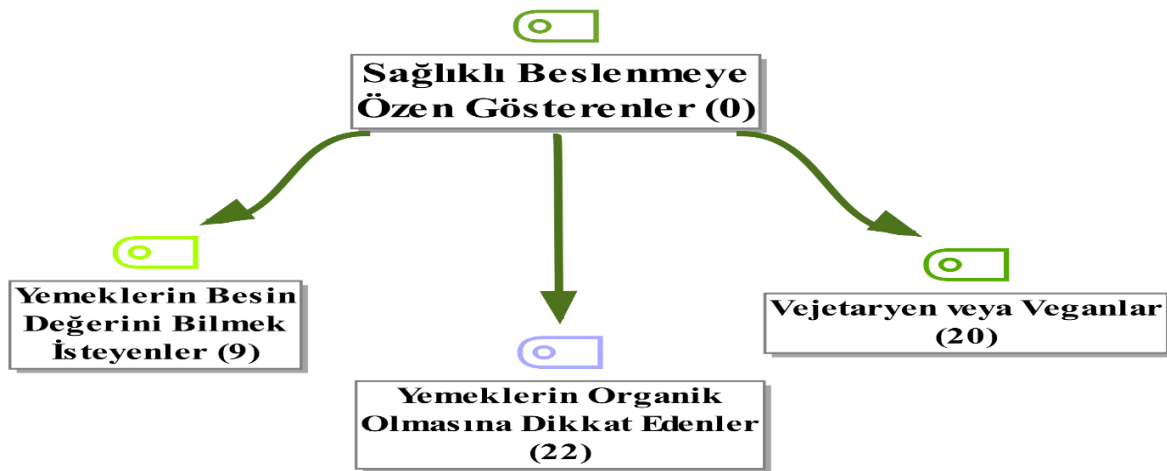 Sağlıklı Beslenmeye
Özen Gösterenler (0)
Yemeklerin Besin
Değerini Bilmek
İsteyenler (9)
Yemeklerin Organik
Olmasına Dikkat Edenler
(22)
Vejetaryen veya Veganlar
(20)